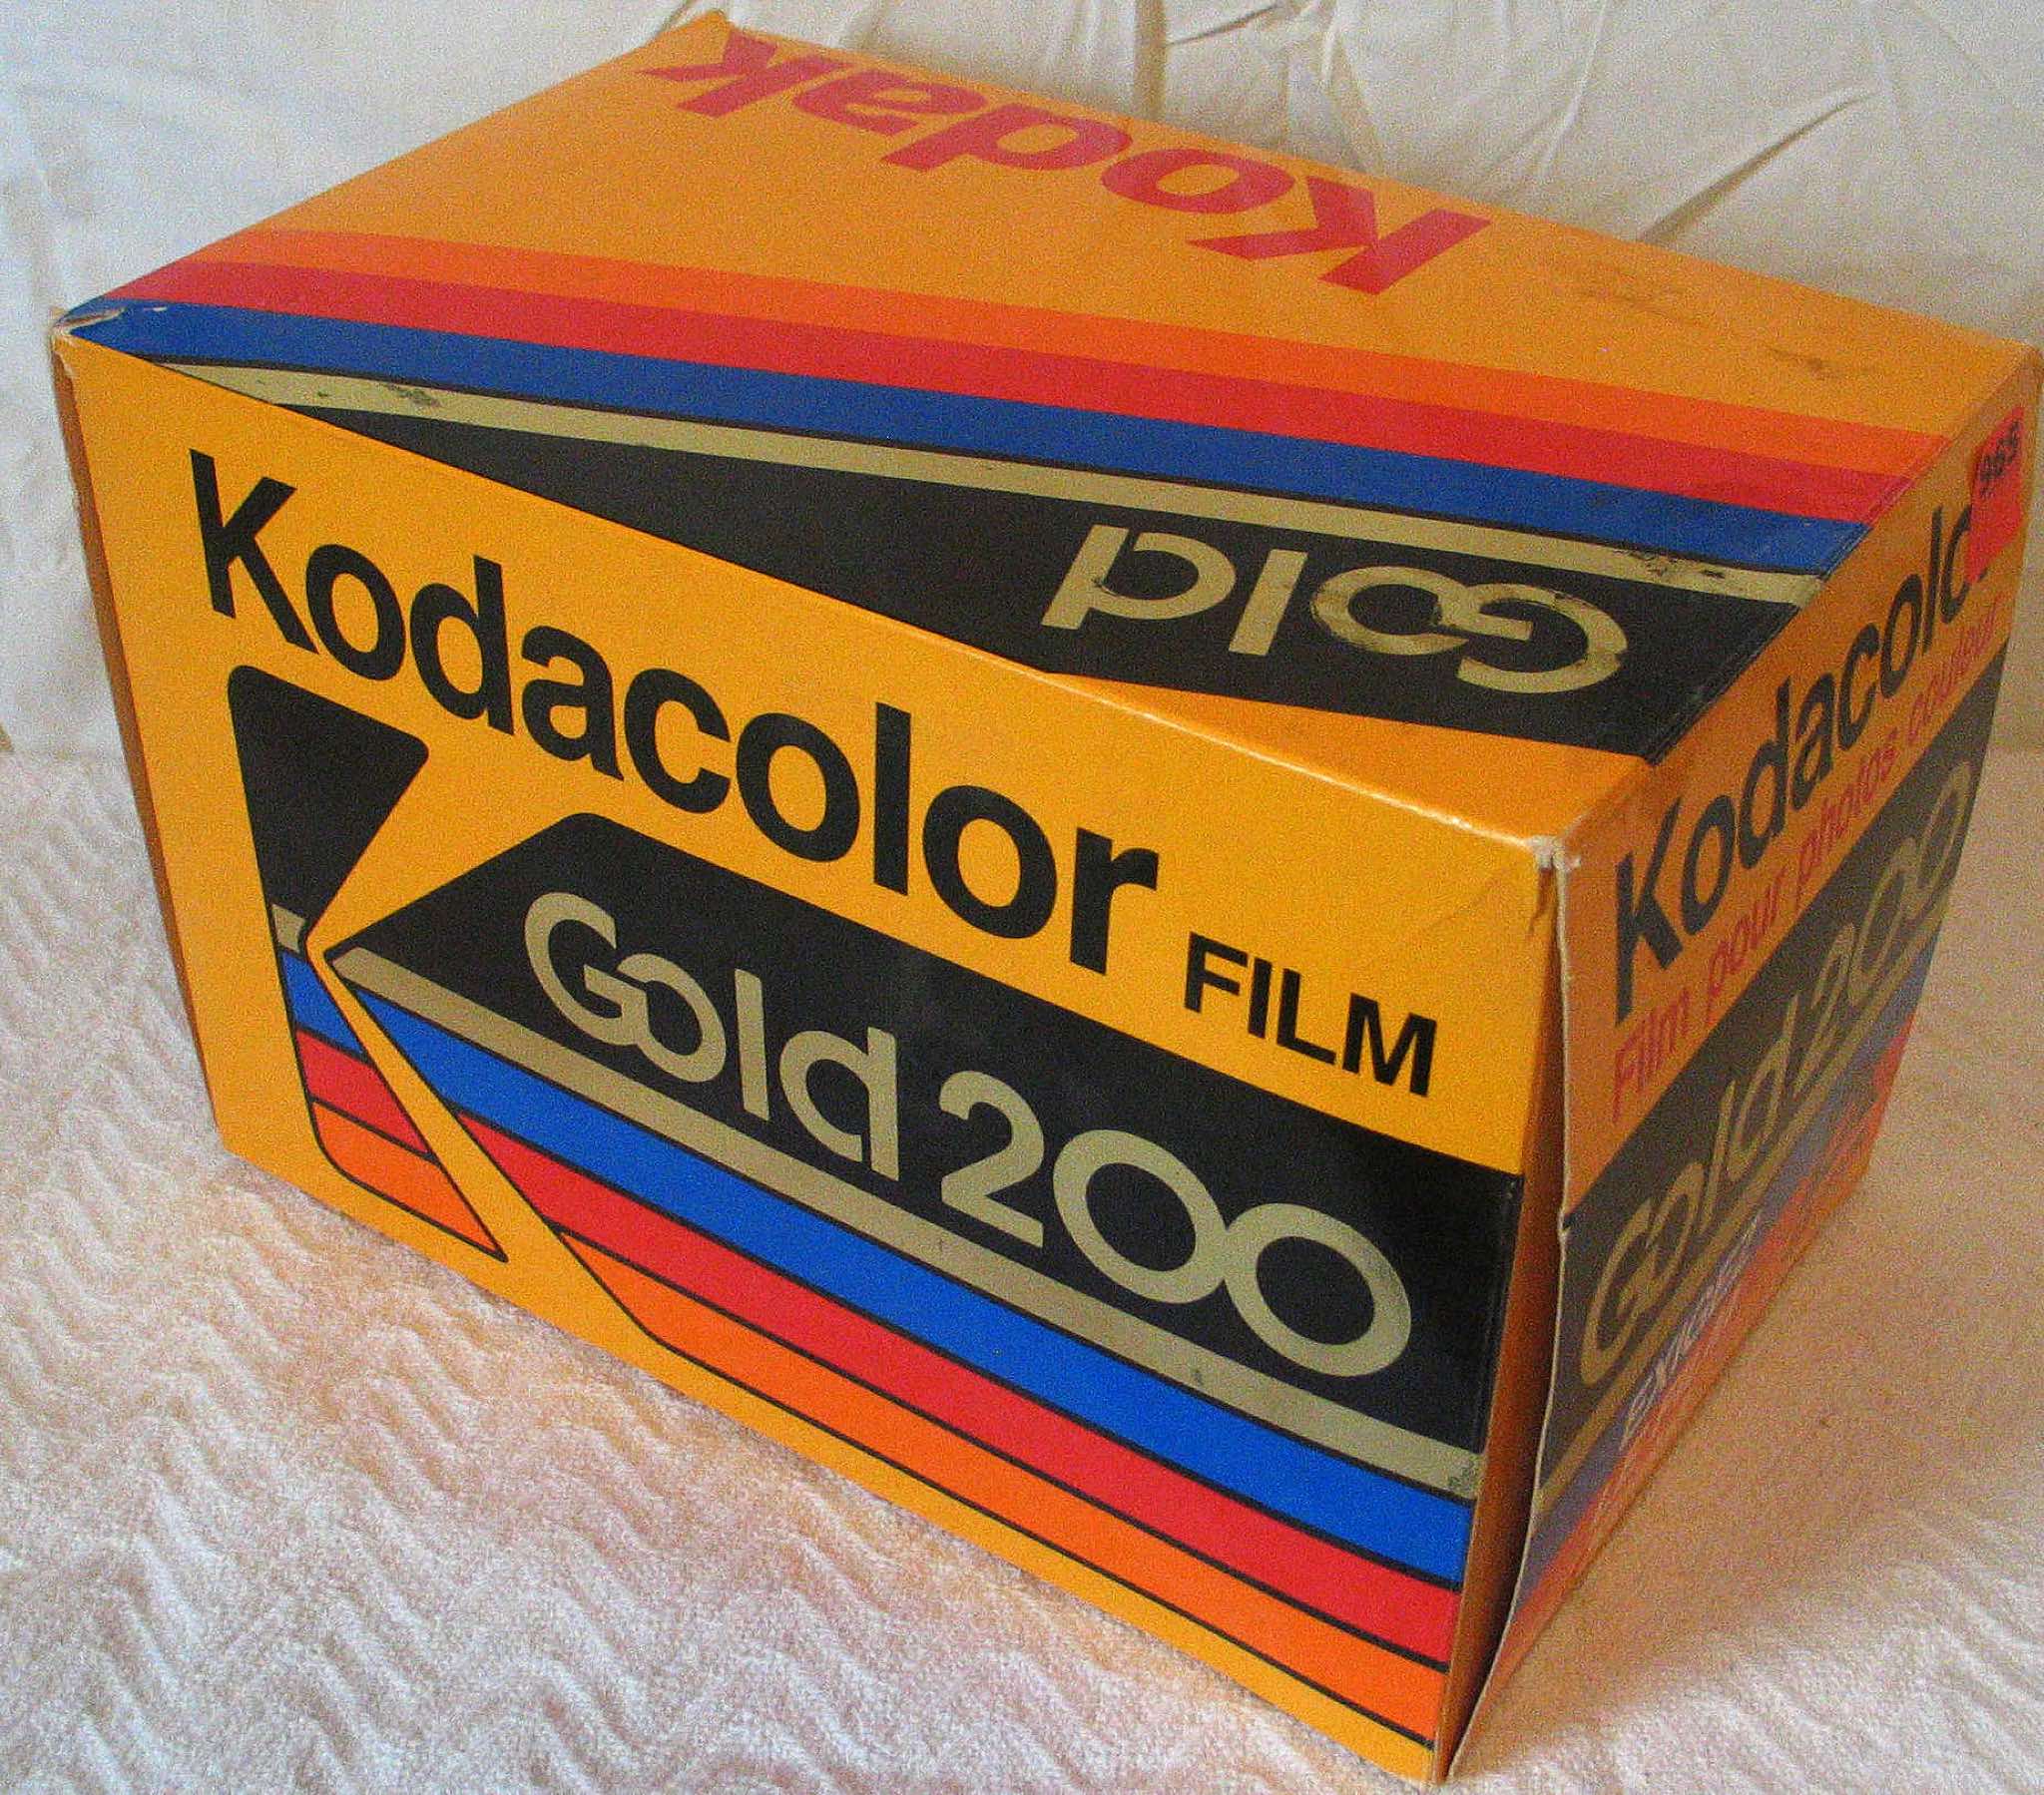 Kodak
Gold
Kodacolor FILM
Gold 200
Kodacolor
Film pour photos couleur
Gold 200